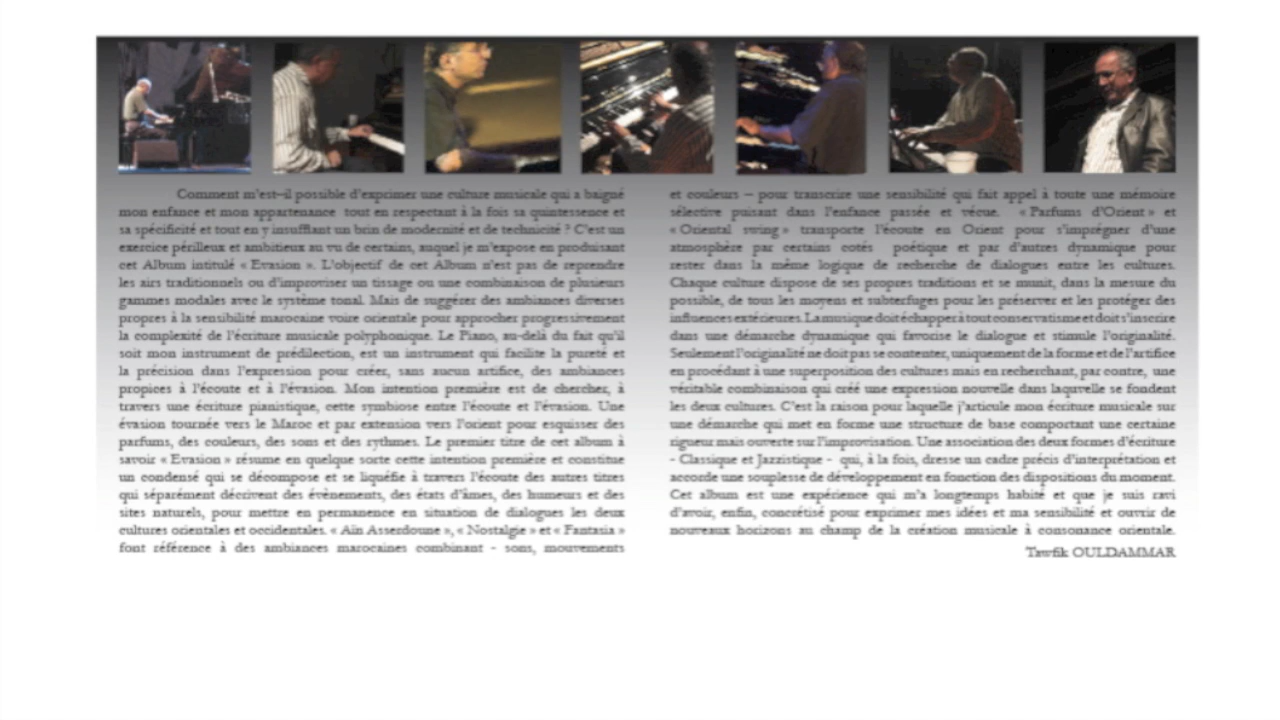 Comment m'est-il possible d'exprimer une culture musicale qui a baigné
mon enfance et mon appartenance tout en respectant à la fois sa quintessence et
sa spécificité et tout en y insufflant un brin de modernité et de technicité ? C'est un
exercice périlleux et ambitieux au vu de certains, auquel je m'expose en produisant
cet Album intitulé « Evasion ». L'objectif de cet Album n'est pas de reprendre
les airs traditionnels ou d'improviser un tissage ou une combinaison de plusieurs
gammes modales avec le système tonal. Mais de suggérer des ambiances diverses
propres à la sensibilité marocaine voire orientale pour approcher progressivement
la complexité de l'écriture musicale polyphonique. Le Piano, au-delà du fait qu'il
soit mon instrument de prédilection, est un instrument qui facilite la pureté et
la précision dans l'expression pour créer, sans aucun artifice, des ambiances
propices à l'écoute et à l'évasion. Mon intention première est de chercher, à
travers une écriture pianistique, cette symbiose entre l'écoute et l'évasion. Une
évasion tournée vers le Maroc et par extension vers l'orient pour esquisser des
parfums, des couleurs, des sons et des rythmes. Le premier titre de cet album à
savoir « Evasion » résume en quelque sorte cette intention première et constitue
un condensé qui se décompose et se liquéfie à travers l'écoute des autres titres
qui séparément décrivent des évènements, des états d'âmes, des humeurs et des
sites naturels, pour mettre en permanence en situation de dialogues les deux
cultures orientales et occidentales. « Aïn Asserdoune », « Nostalgie » et « Fantasia »
font référence à des ambiances marocaines combinant - sons, mouvements
et couleurs – pour transcrire une sensibilité qui fait appel à toute une mémoire
sélective puisant dans l'enfance passée et vécue. « Parfums d'Orient » et
« Oriental swing » transporte l'écoute en Orient pour s'imprégner d'une
atmosphère par certains cotés poétique et par d'autres dynamique pour
rester dans la même logique de recherche de dialogues entre les cultures.
Chaque culture dispose de ses propres traditions et se munit, dans la mesure du
possible, de tous les moyens et subterfuges pour les préserver et les protéger des
influences extérieures. La musique doit échapper à tout conservatisme et doit s'inscrire
dans une démarche dynamique qui favorise le dialogue et stimule l'originalité.
Seulement l'originalité ne doit pas se contenter, uniquement de la forme et de l'artifice
en procédant à une superposition des cultures mais en recherchant, par contre, une
véritable combinaison qui créé une expression nouvelle dans laquvelle se fondent
les deux cultures. C'est la raison pour laquelle j'articule mon écriture musicale sur
une démarche qui met en forme une structure de base comportant une certaine
rigueur mais ouverte sur l'improvisation. Une association des deux formes d'écriture
- Classique et Jazzistique - qui, à la fois, dresse un cadre précis d'interprétation et
accorde une souplesse de développement en fonction des dispositions du moment.
Cet album est une expérience qui m'a longtemps habité et que je suis ravi
d'avoir, enfin, concrétisé pour exprimer mes idées et ma sensibilité et ouvrir de
nouveaux horizons au champ de la création musicale à consonance orientale.
Tawfik OULDAMMAR